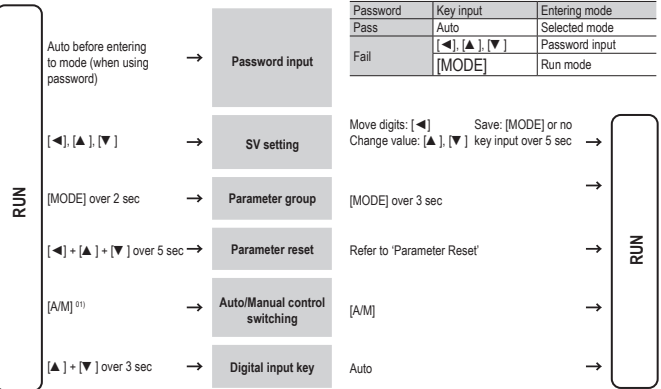 Password Key input Entering mode
Pass Auto Selected mode
Fail [◄], [▲ ], [▼ ] Password input
[MODE] Run mode
RUN
Auto before entering
to mode (when using
password)
→
Password input
[◄], [▲ ], [▼ ] → SV setting
Move digits: [◄] Save: [MODE] or no
Change value: [▲ ], [▼ ] key input over 5 sec →
[MODE] over 2 sec → Parameter group [MODE] over 3 sec →
[◄] + [▲ ] + [▼ ] over 5 sec → Parameter reset Refer to ‘Parameter Reset’ →
RUN
[A/M] 01) → Auto/Manual control
switching
[A/M] →
[▲ ] + [▼ ] over 3 sec → Digital input key Auto →